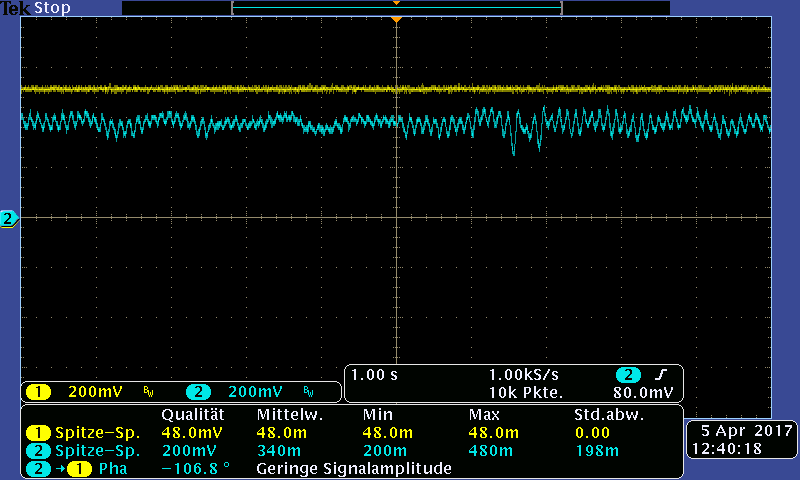 Tek Stop
2
1 200mV BW 2 200mV BW
1.00 s 1.00kS/s 2
10k Pkte. 80.0mV
Qualität Mittelw. Min Max Std.abw.
1 Spitze-Sp. 48.0mV 48.0m 48.0m 48.0m 0.00
2 Spitze-Sp. 200mV 340m 200m 480m 198m
2 → 1 Pha −106.8 ° Geringe Signalamplitude
5 Apr 2017
12:40:18